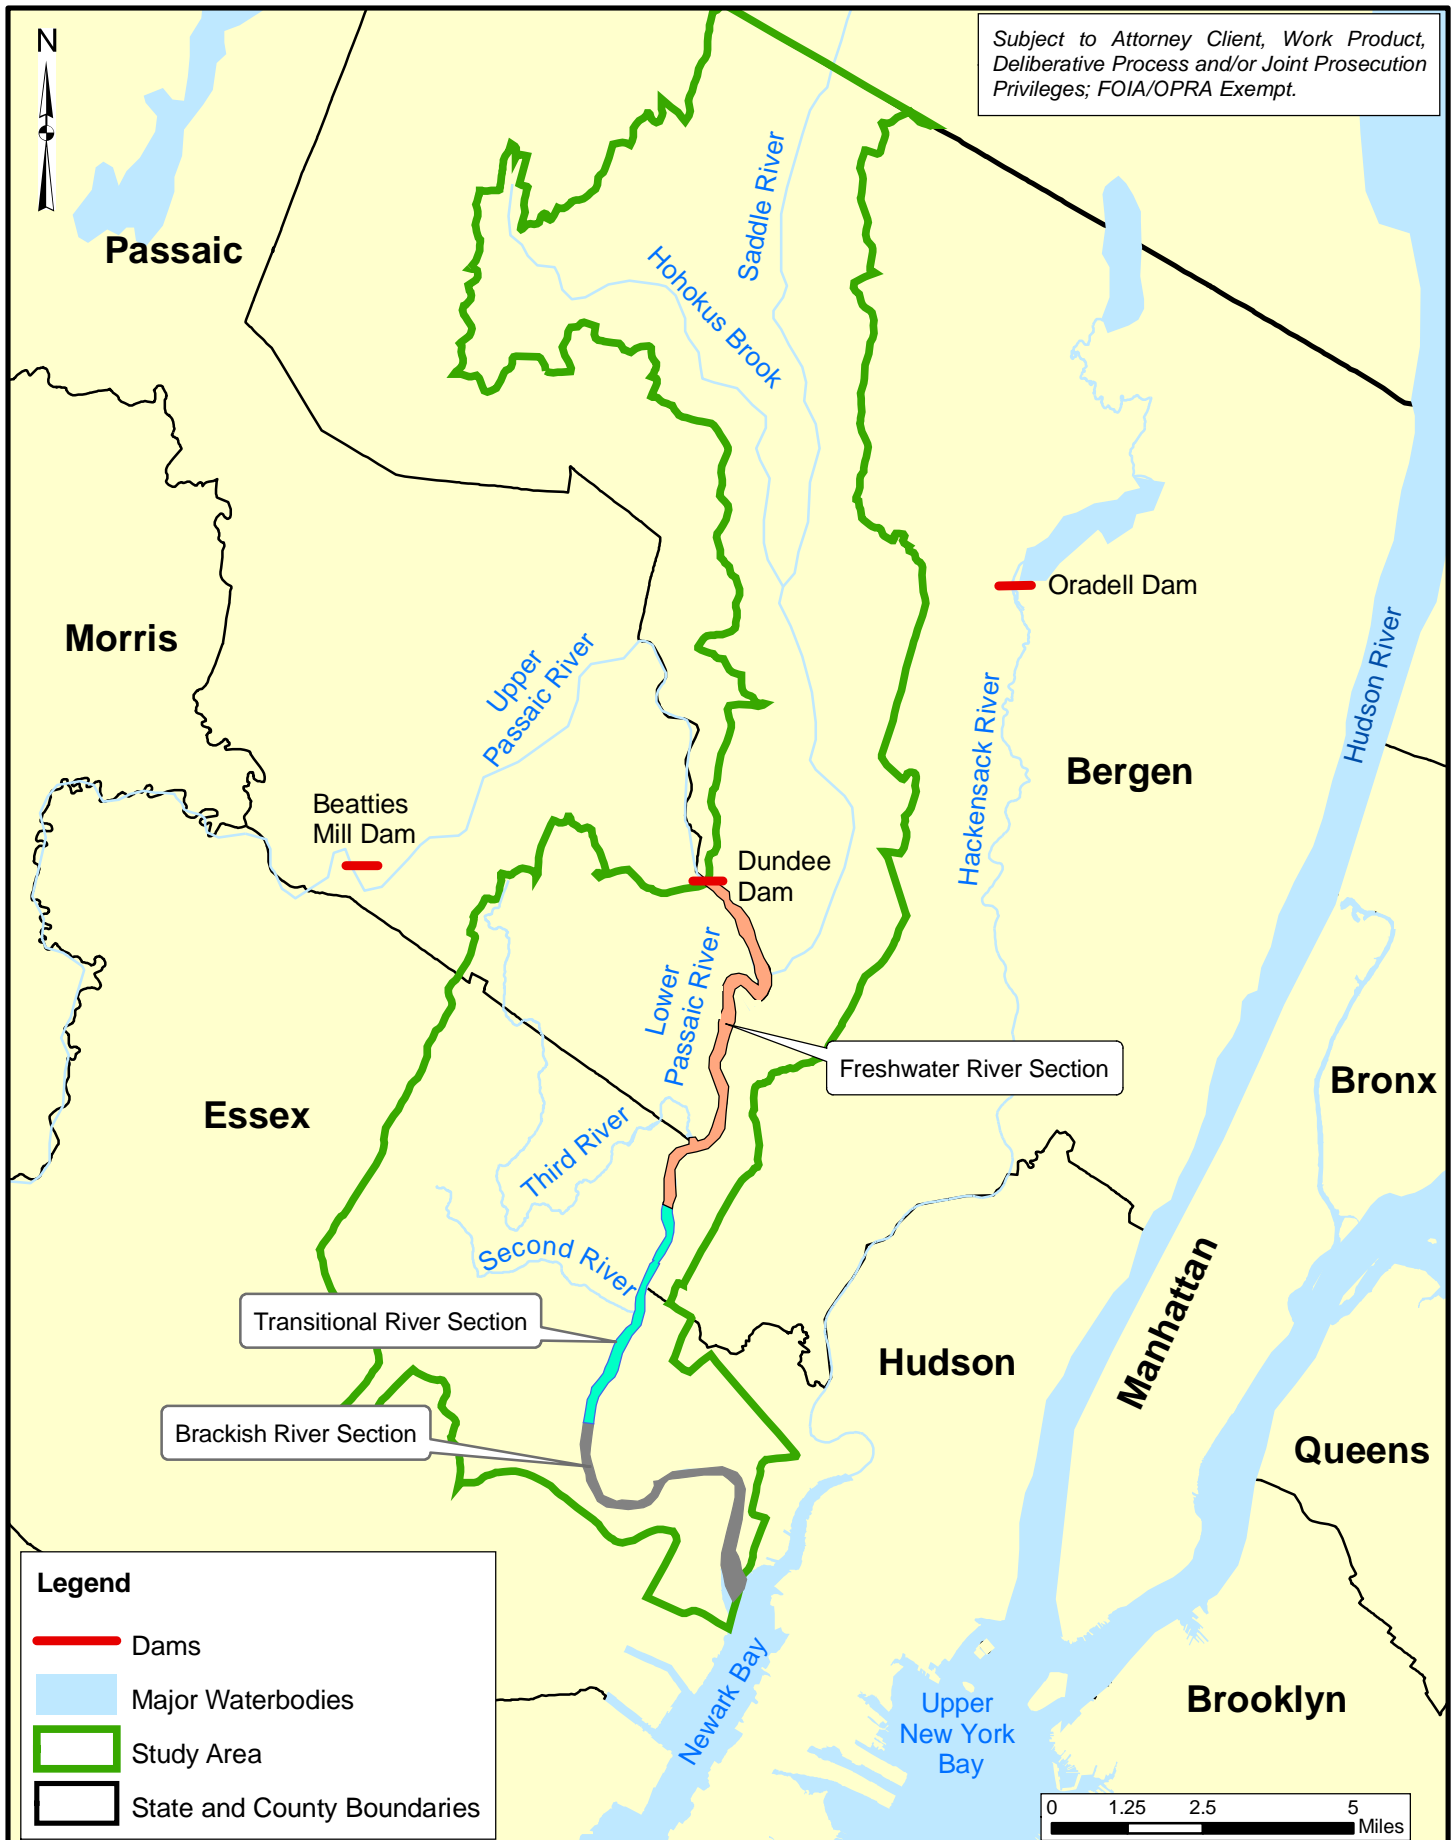 N
Subject to Attorney Client, Work Product,
Deliberative Process and/or Joint Prosecution
Privileges; FOIA/OPRA Exempt.
Passaic
Saddle River
Hohokus Brook
Oradell Dam
Morris
Upper
Passaic River
Hudson River
Hackensack River
Bergen
Beatties
Mill Dam
Dundee
Dam
Lower
Passaic River
Freshwater River Section
Bronx
Essex
Third River
Second River
Transitional River Section
Manhattan
Hudson
Brackish River Section
Queens
Legend
Dams
Major Waterbodies
Study Area
State and County Boundaries
Newark Bay
Upper
New York
Bay
Brooklyn
0 1.25 2.5 5
Miles